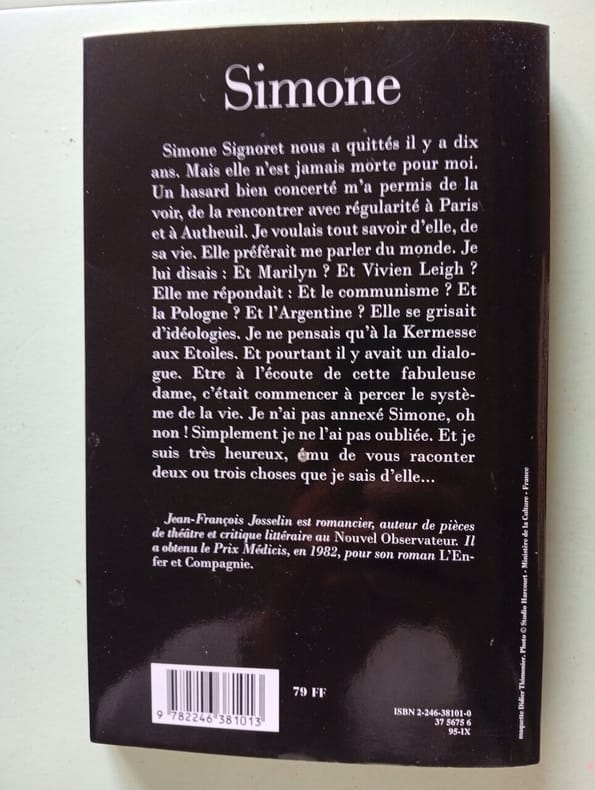 Simone
Simone Signoret nous a quittés il y a dix
ans. Mais elle n'est jamais morte pour moi.
Un hasard bien concerté m'a permis de la
voir, de la rencontrer avec régularité à Paris
et à Autheuil. Je voulais tout savoir d'elle, de
sa vie. Elle préférait me parler du monde. Je
lui disais : Et Marilyn ? Et Vivien Leigh ?
Elle me répondait : Et le communisme ? Et
la Pologne ? Et l'Argentine ? Elle se grisait
d'idéologies. Je ne pensais qu'à la Kermesse
aux Etoiles. Et pourtant il y avait un dialo-
gue. Etre à l'écoute de cette fabuleuse
dame, c'était commencer à percer le systè-
me de la vie. Je n'ai pas annexé Simone, oh
non ! Simplement je ne l'ai pas oubliée. Et je
suis très heureux, ému de vous raconter
deux ou trois choses que je sais d'elle...
Jean-François Josselin est romancier, auteur de pièces
de théâtre et critique littéraire au Nouvel Observateur. Il
a obtenu le Prix Médicis, en 1982, pour son roman L'En-
fer et Compagnie.
9 782246 381013
79 FF
ISBN 2-246-38101-0
37 5675 6
95-IX
maquette Didier Thimonier. Photo © Studio Harcourt - Ministère de la Culture - France